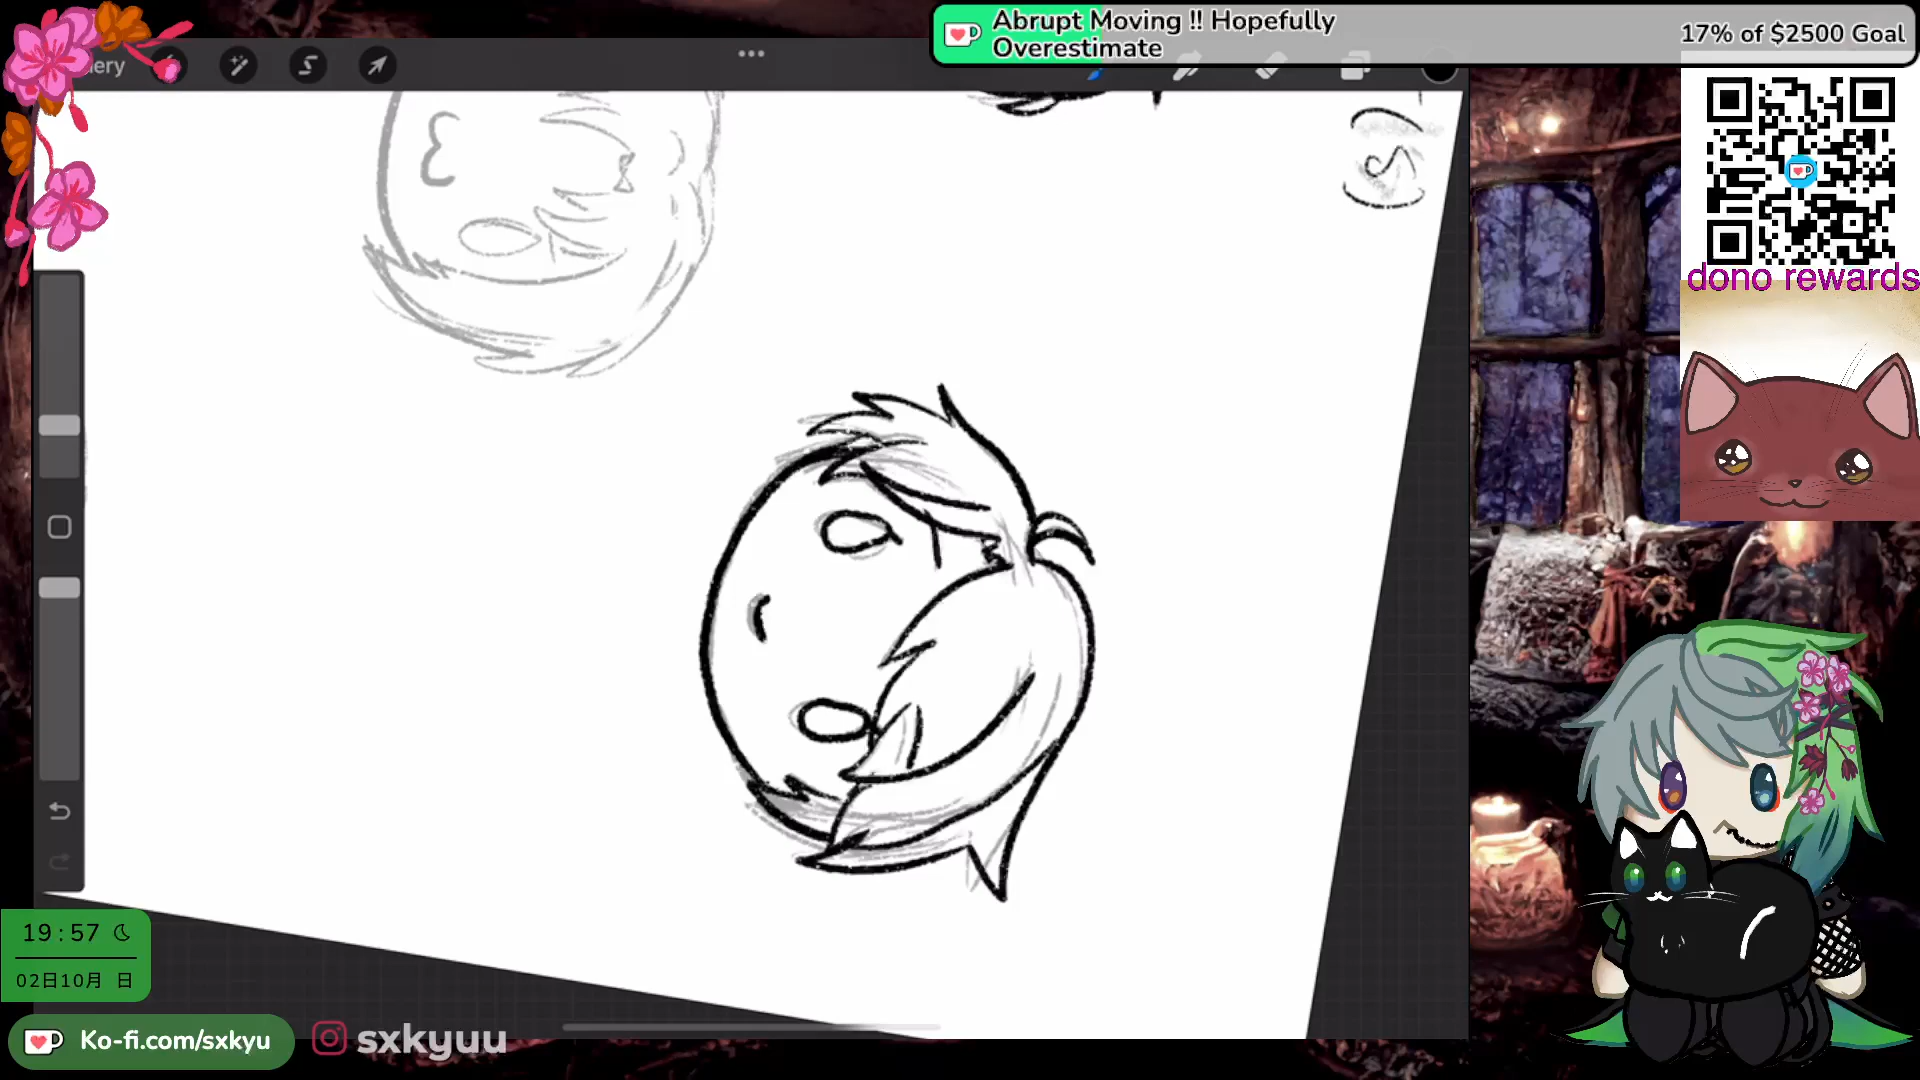 Abrupt Moving !! Hopefully
Overestimate
17% of $2500 Goal
dono rewards
19:57
02日10月 日
Ko-fi.com/sxkyu
sxkyuu